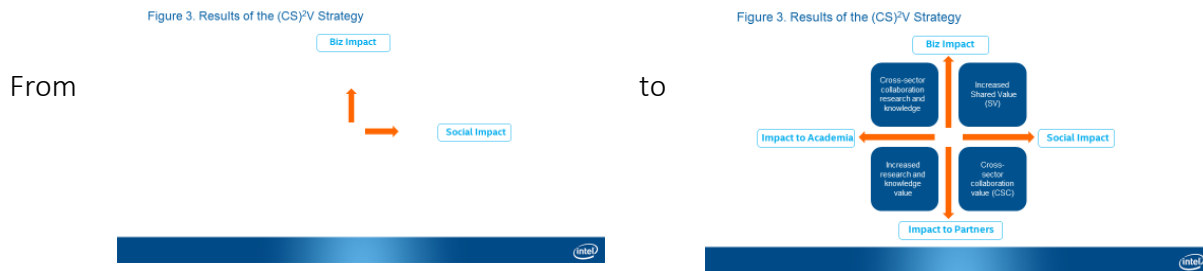 From
Figure 3. Results of the (CS)²V Strategy
Biz Impact
Social Impact
intel
to
Figure 3. Results of the (CS)²V Strategy
Biz Impact
Cross-sector
collaboration
research and
knowledge
Increased
Shared Value
(SV)
Impact to Academia
Social Impact
Increased
research and
knowledge
value
Cross-
sector
collaboration
value (CSC)
Impact to Partners
intel